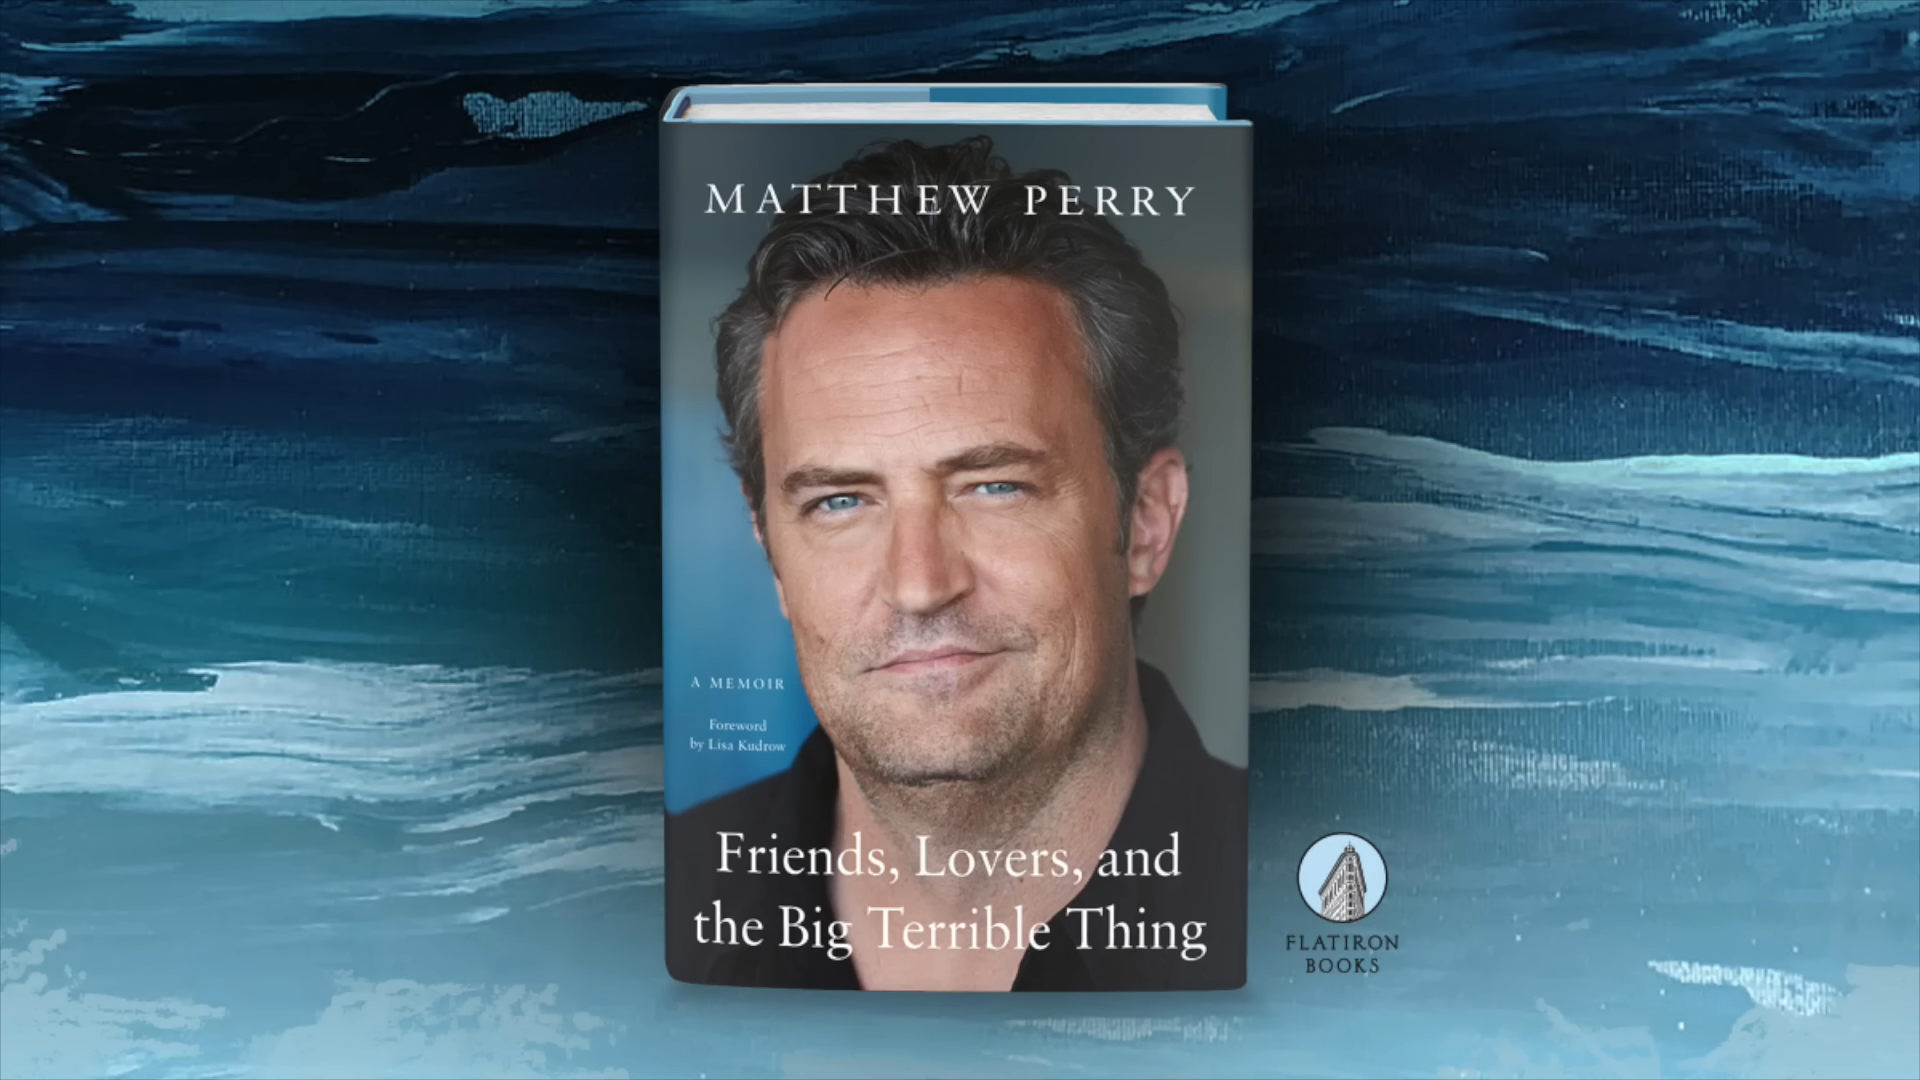 MATTHEW PERRY
A MEMOIR
Foreword
by Lisa Kudrow
Friends, Lovers, and
the Big Terrible Thing
FLATIRON
BOOKS